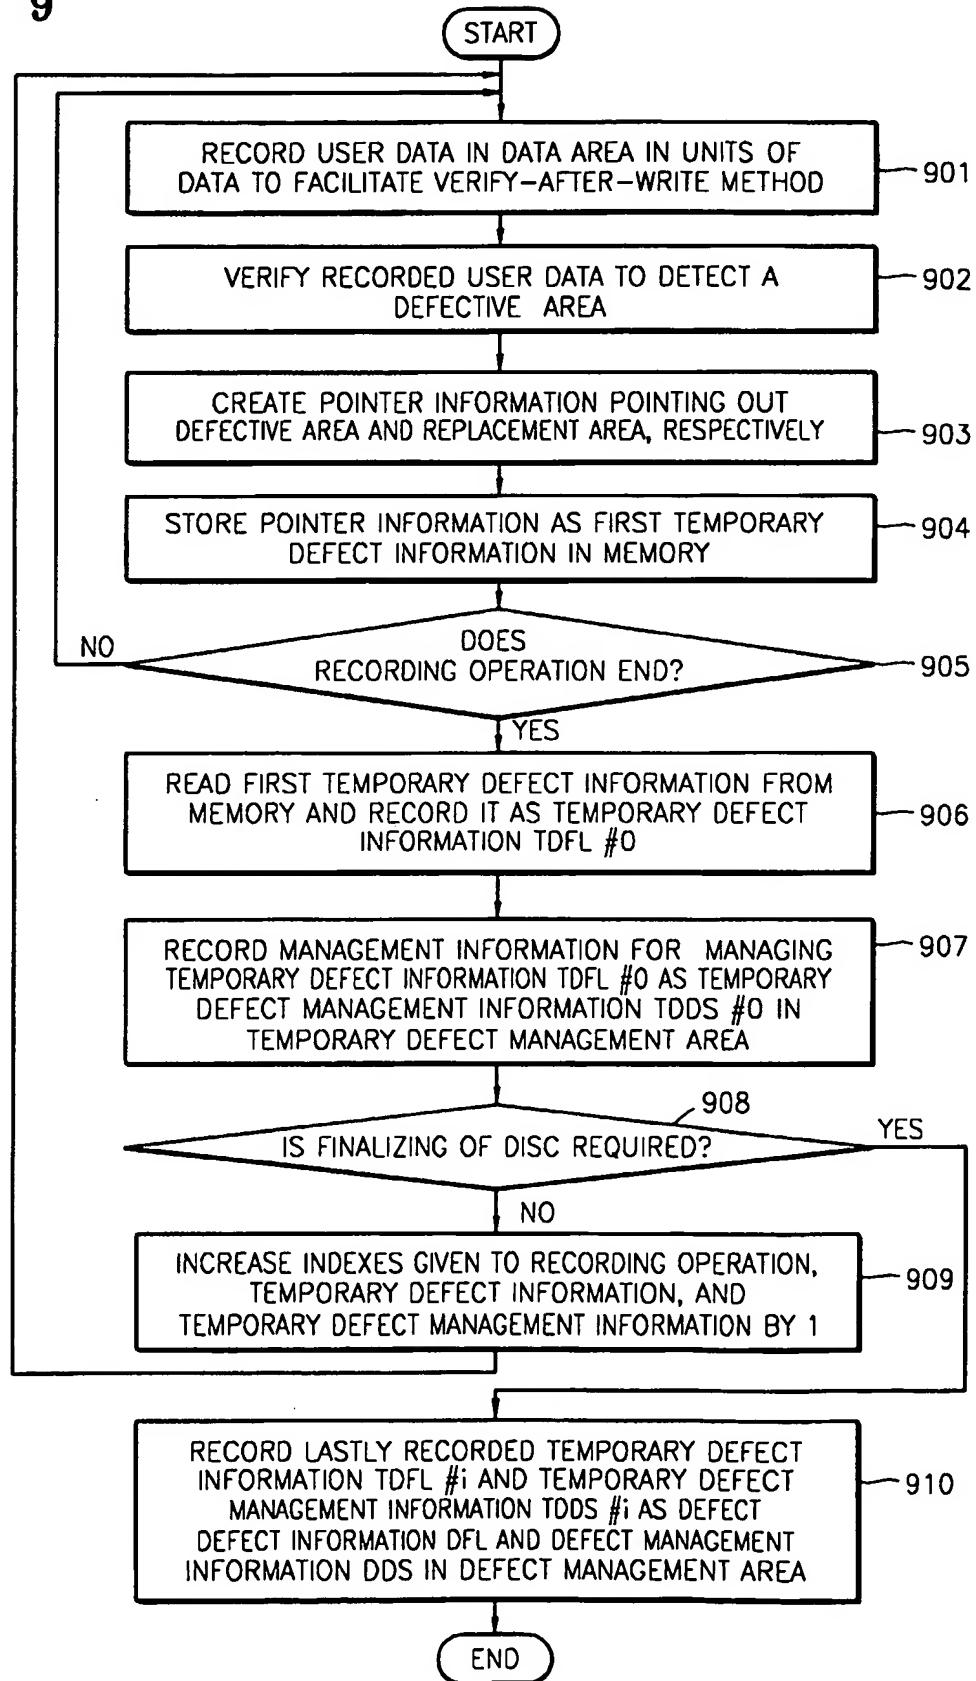 9
START
RECORD USER DATA IN DATA AREA IN UNITS OF
DATA TO FACILITATE VERIFY-AFTER-WRITE METHOD
901
VERIFY RECORDED USER DATA TO DETECT A
DEFECTIVE AREA
902
CREATE POINTER INFORMATION POINTING OUT
DEFECTIVE AREA AND REPLACEMENT AREA, RESPECTIVELY
903
STORE POINTER INFORMATION AS FIRST TEMPORARY
DEFECT INFORMATION IN MEMORY
904
NO
DOES
RECORDING OPERATION END?
905
YES
READ FIRST TEMPORARY DEFECT INFORMATION FROM
MEMORY AND RECORD IT AS TEMPORARY DEFECT
INFORMATION TDFL #0
906
RECORD MANAGEMENT INFORMATION FOR MANAGING
TEMPORARY DEFECT INFORMATION TDFL #0 AS TEMPORARY
DEFECT MANAGEMENT INFORMATION TDDS #0 IN
TEMPORARY DEFECT MANAGEMENT AREA
907
908
IS FINALIZING OF DISC REQUIRED?
YES
NO
INCREASE INDEXES GIVEN TO RECORDING OPERATION,
TEMPORARY DEFECT INFORMATION, AND
TEMPORARY DEFECT MANAGEMENT INFORMATION BY 1
909
RECORD LASTLY RECORDED TEMPORARY DEFECT
INFORMATION TDFL #i AND TEMPORARY DEFECT
MANAGEMENT INFORMATION TDDS #i AS DEFECT
DEFECT INFORMATION DFL AND DEFECT MANAGEMENT
INFORMATION DDS IN DEFECT MANAGEMENT AREA
910
END